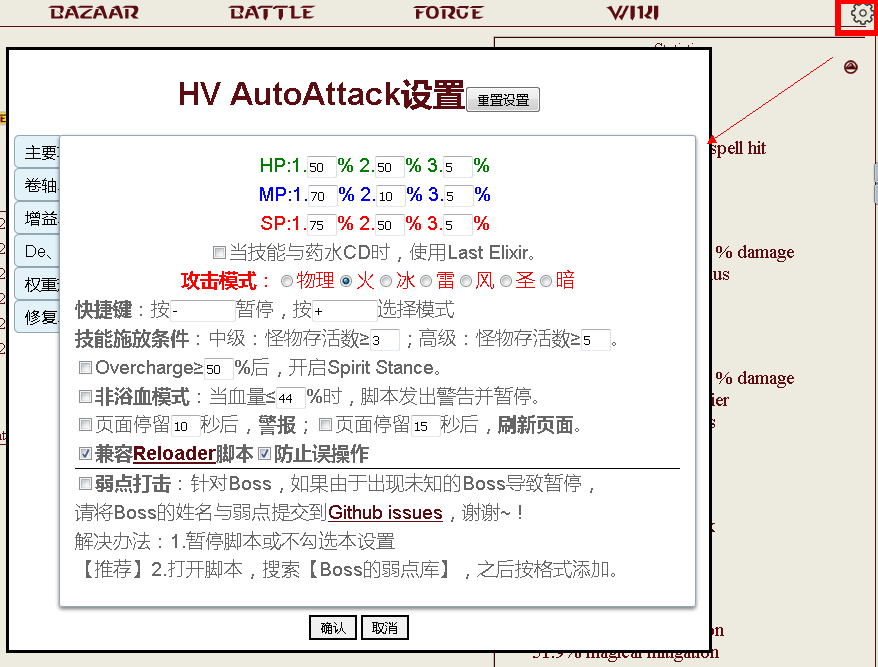 BAZAAR BATTLE FORGE WIKI
HV AutoAttack设置 重置设置
主要
卷轴
增益
De、
权重
修复
HP:1.50% 2.50% 3.5%
MP:1.70% 2.10% 3.5%
SP:1.75% 2.50% 3.5%
当技能与药水CD时，使用Last Elixir。
攻击模式：物理 火 冰 雷 风 圣 暗
快捷键：按-暂停，按+选择模式
技能施放条件：中级：怪物存活数≥3；高级：怪物存活数≥5。
Overcharge≥50%后，开启Spirit Stance。
非浴血模式：当血量≤44%时，脚本发出警告并暂停。
页面停留10秒后，警报；页面停留15秒后，刷新页面。
兼容Reloader脚本 防止误操作
弱点打击：针对Boss，如果由于出现未知的Boss导致暂停，
请将Boss的姓名与弱点提交到Github issues，谢谢~！
解决办法：1.暂停脚本或不勾选本设置
【推荐】2.打开脚本，搜索【Boss的弱点库】，之后按格式添加。
确认 取消
spell hit
% damage
us
% damage
ier
s
k
on
51.9% magical mitigation